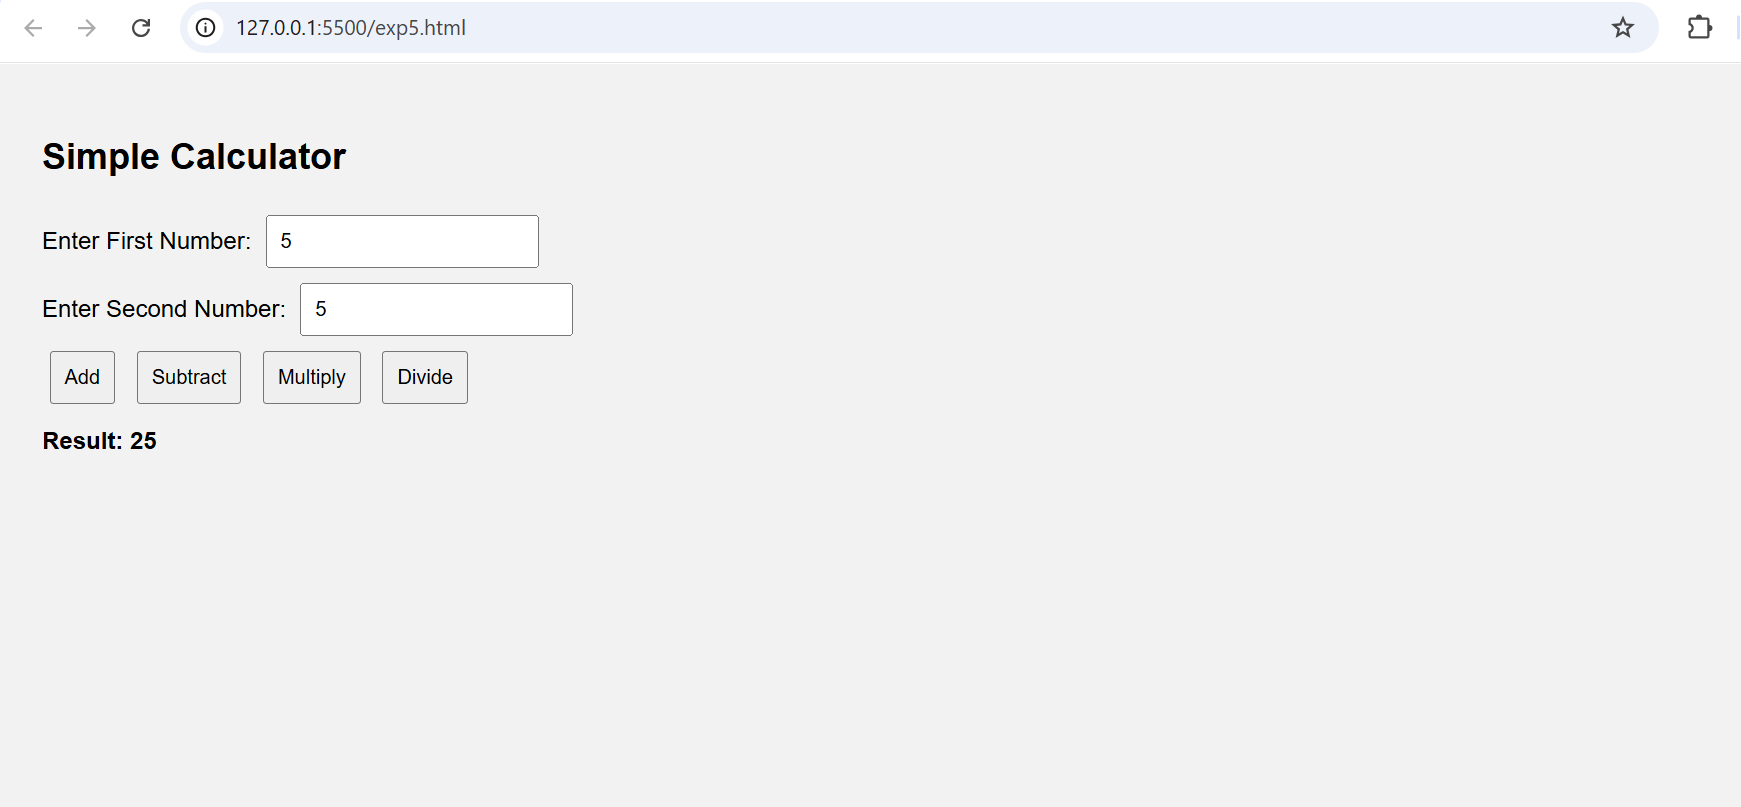 127.0.0.1:5500/exp5.html
Simple Calculator
Enter First Number: 5
Enter Second Number: 5
Add Subtract Multiply Divide
Result: 25